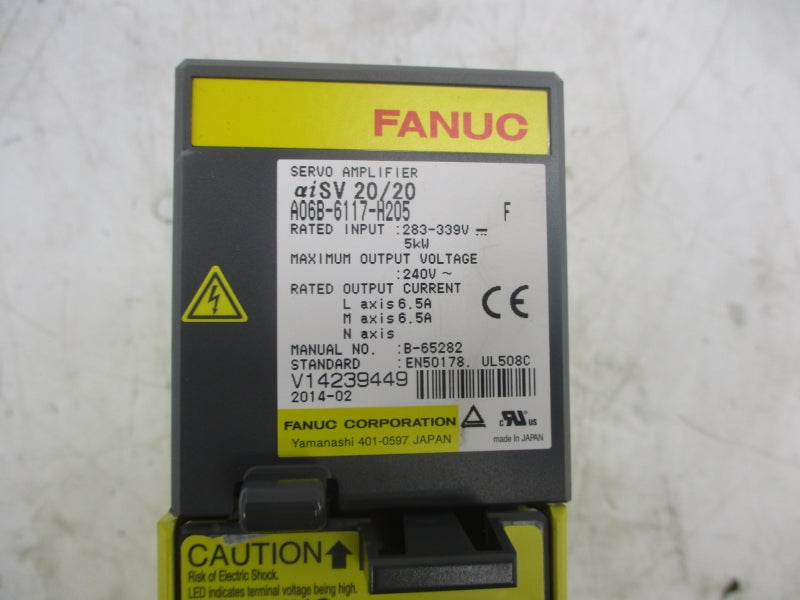 FANUC
SERVO AMPLIFIER
αiSV 20/20
A06B-6117-H205 F
RATED INPUT :283-339V ⎓
5kW
MAXIMUM OUTPUT VOLTAGE
:240V ~
RATED OUTPUT CURRENT
L axis 6.5A
M axis 6.5A
N axis
CE
MANUAL NO. :B-65282
STANDARD :EN50178, UL508C
V14239449
2014-02
FANUC CORPORATION
Yamanashi 401-0597 JAPAN
c RU us
made in JAPAN
CAUTION
Risk of Electric Shock.
LED indicates terminal voltage being high.